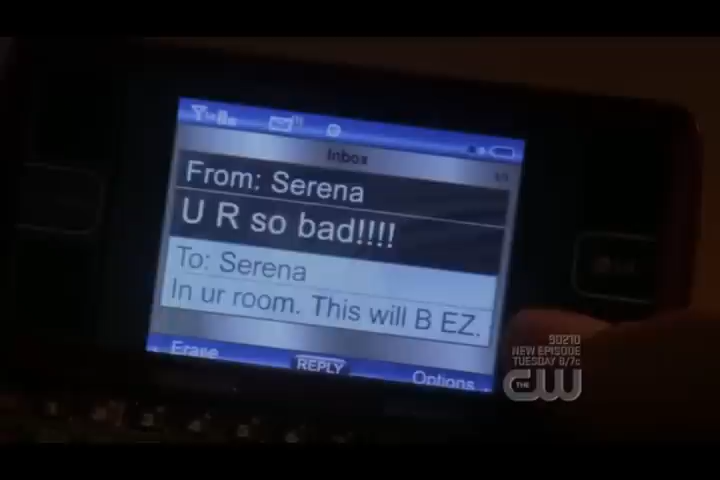 Inbox
From: Serena
U R so bad!!!!
To: Serena
In ur room. This will B EZ.
Erase
REPLY
Options
90210
NEW EPISODE
TUESDAY 8/7c
THE CW